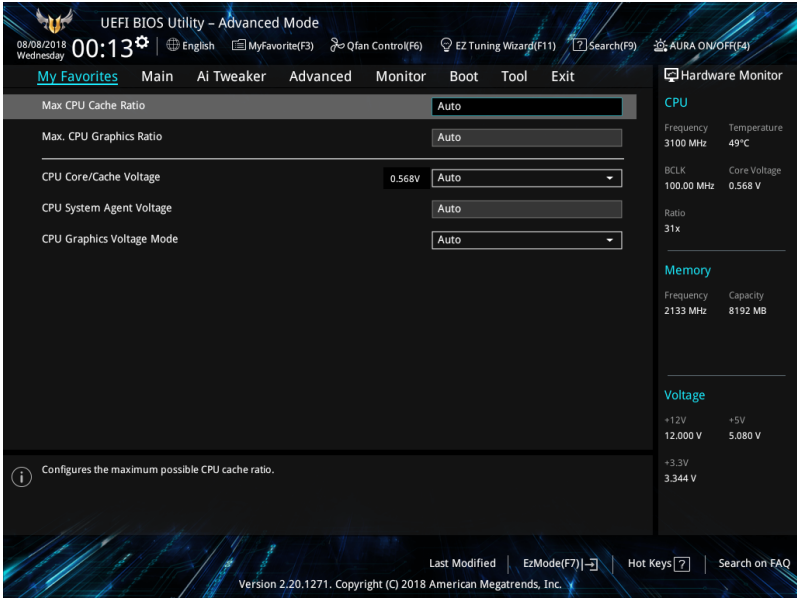 UEFI BIOS Utility – Advanced Mode
08/08/2018
Wednesday
00:13
English
MyFavorite(F3)
Qfan Control(F6)
EZ Tuning Wizard(F11)
? Search(F9)
AURA ON/OFF(F4)
My Favorites Main Ai Tweaker Advanced Monitor Boot Tool Exit
Hardware Monitor
Max CPU Cache Ratio Auto
Max. CPU Graphics Ratio Auto
CPU Core/Cache Voltage 0.568V Auto
CPU System Agent Voltage Auto
CPU Graphics Voltage Mode Auto
CPU
Frequency Temperature
3100 MHz 49°C
BCLK Core Voltage
100.00 MHz 0.568 V
Ratio
31x
Memory
Frequency Capacity
2133 MHz 8192 MB
Voltage
+12V +5V
12.000 V 5.080 V
+3.3V
3.344 V
i Configures the maximum possible CPU cache ratio.
Last Modified EzMode(F7) Hot Keys ? Search on FAQ
Version 2.20.1271. Copyright (C) 2018 American Megatrends, Inc.